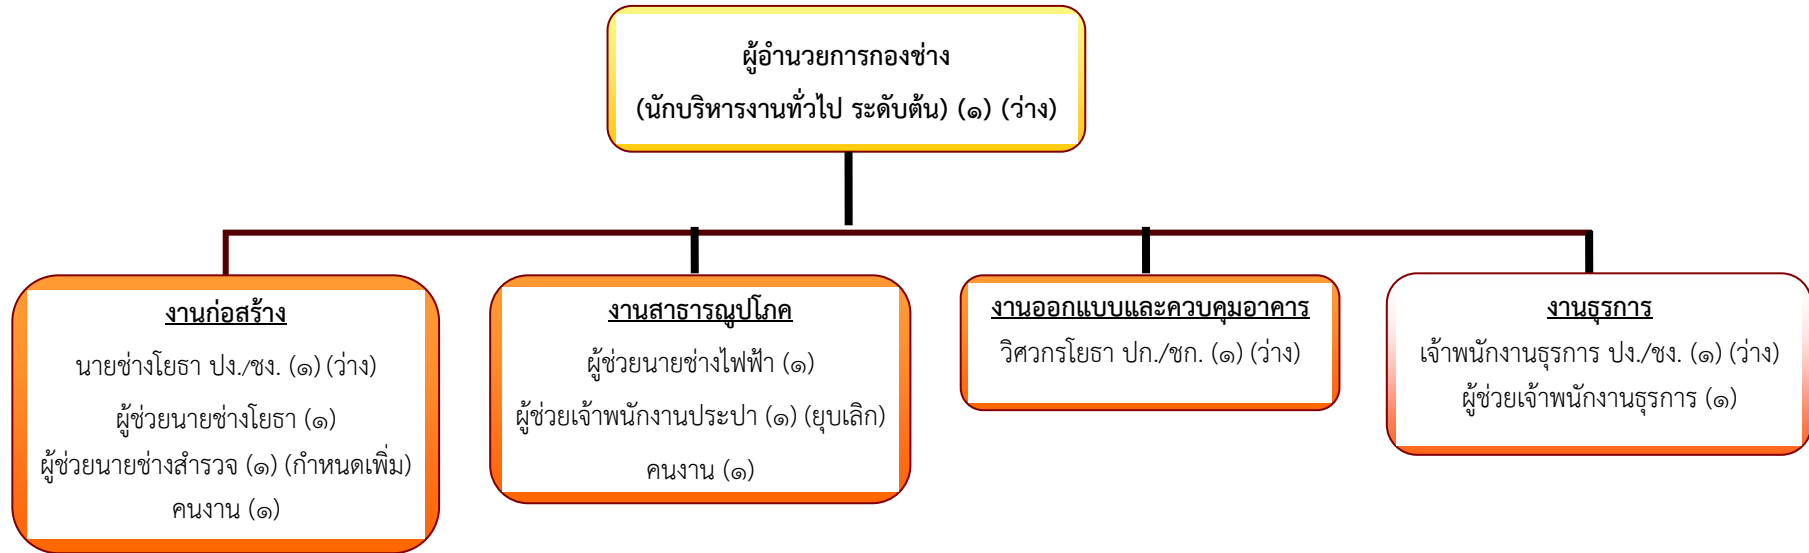 ผู้อำนวยการกองช่าง
(นักบริหารงานทั่วไป ระดับต้น) (๑) (ว่าง)
งานก่อสร้าง
นายช่างโยธา ปง./ชง. (๑) (ว่าง)
ผู้ช่วยนายช่างโยธา (๑)
ผู้ช่วยนายช่างสำรวจ (๑) (กำหนดเพิ่ม)
คนงาน (๑)
งานสาธารณูปโภค
ผู้ช่วยนายช่างไฟฟ้า (๑)
ผู้ช่วยเจ้าพนักงานประปา (๑) (ยุบเลิก)
คนงาน (๑)
งานออกแบบและควบคุมอาคาร
วิศวกรโยธา ปก./ชก. (๑) (ว่าง)
งานธุรการ
เจ้าพนักงานธุรการ ปง./ชง. (๑) (ว่าง)
ผู้ช่วยเจ้าพนักงานธุรการ (๑)